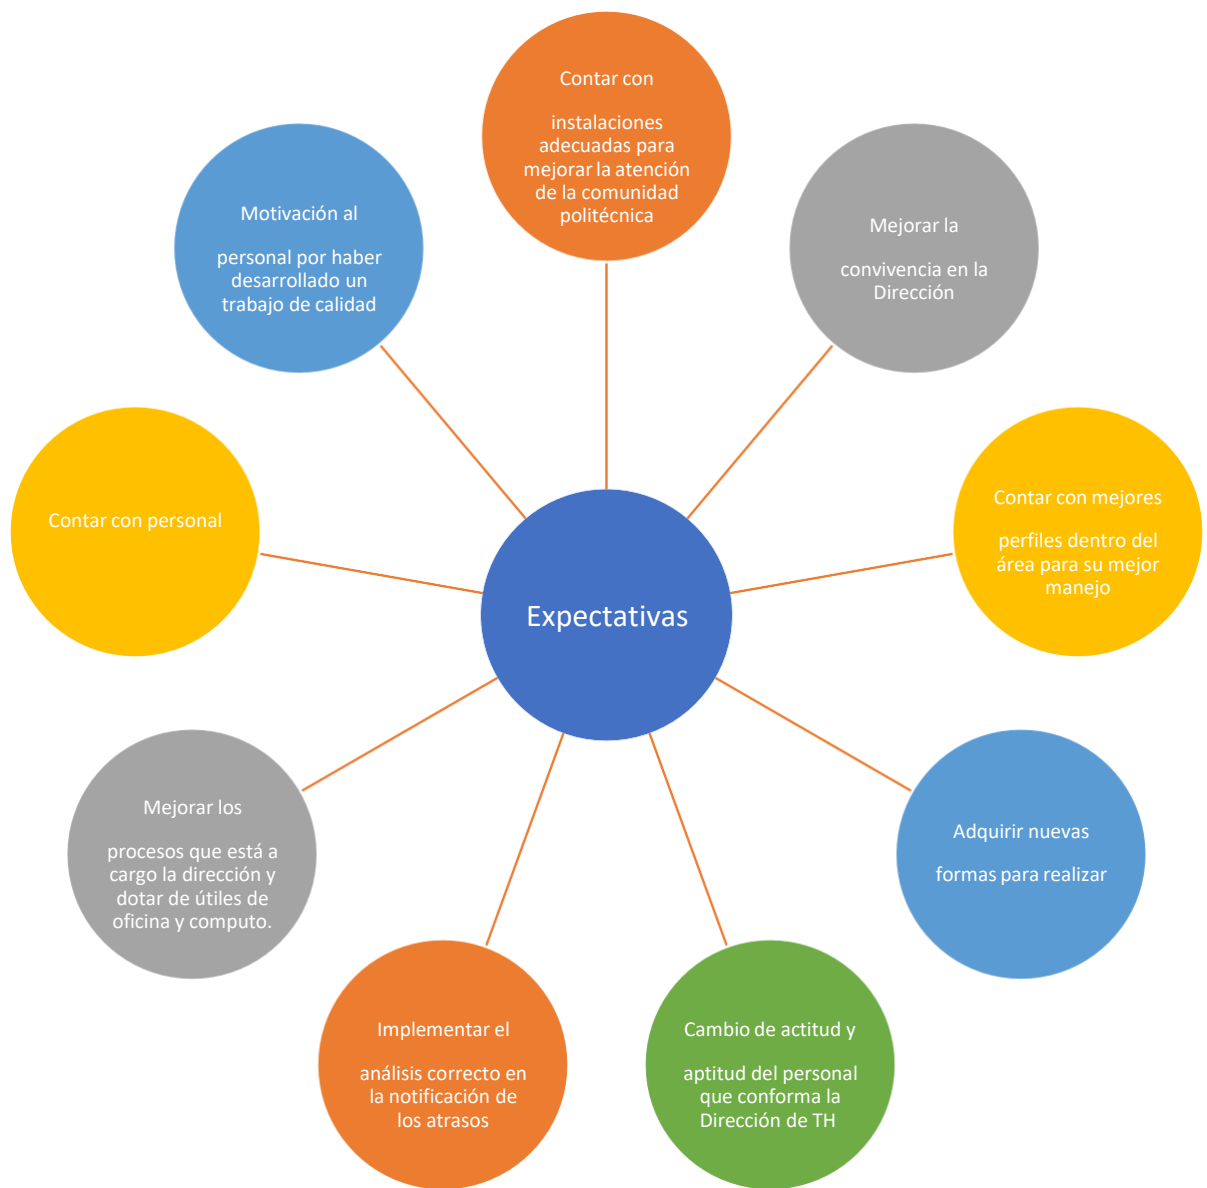 Contar con
instalaciones
adecuadas para
mejorar la atención
de la comunidad
politécnica
Mejorar la
convivencia en la
Dirección
Contar con mejores
perfiles dentro del
área para su mejor
manejo
Adquirir nuevas
formas para realizar
Cambio de actitud y
aptitud del personal
que conforma la
Dirección de TH
Implementar el
análisis correcto en
la notificación de
los atrasos
Mejorar los
procesos que está a
cargo la dirección y
dotar de útiles de
oficina y computo.
Contar con personal
Motivación al
personal por haber
desarrollado un
trabajo de calidad
Expectativas